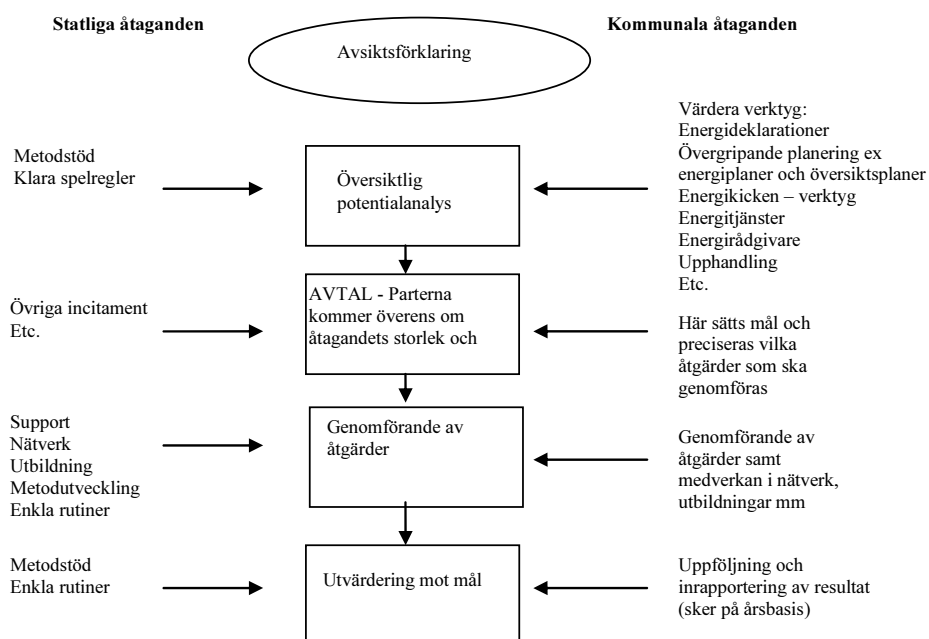 Statliga åtaganden
Kommunala åtaganden
Avsiktsförklaring
Metodstöd
Klara spelregler
Översiktlig
potentialanalys
Värdera verktyg:
Energideklarationer
Övergripande planering ex
energiplaner och översiktsplaner
Energikicken – verktyg
Energitjänster
Energirådgivare
Upphandling
Etc.
Övriga incitament
Etc.
AVTAL - Parterna
kommer överens om
åtagandets storlek och
Här sätts mål och
preciseras vilka
åtgärder som ska
genomföras
Support
Nätverk
Utbildning
Metodutveckling
Enkla rutiner
Genomförande av
åtgärder
Genomförande av
åtgärder samt
medverkan i nätverk,
utbildningar mm
Metodstöd
Enkla rutiner
Utvärdering mot mål
Uppföljning och
inrapportering av resultat
(sker på årsbasis)